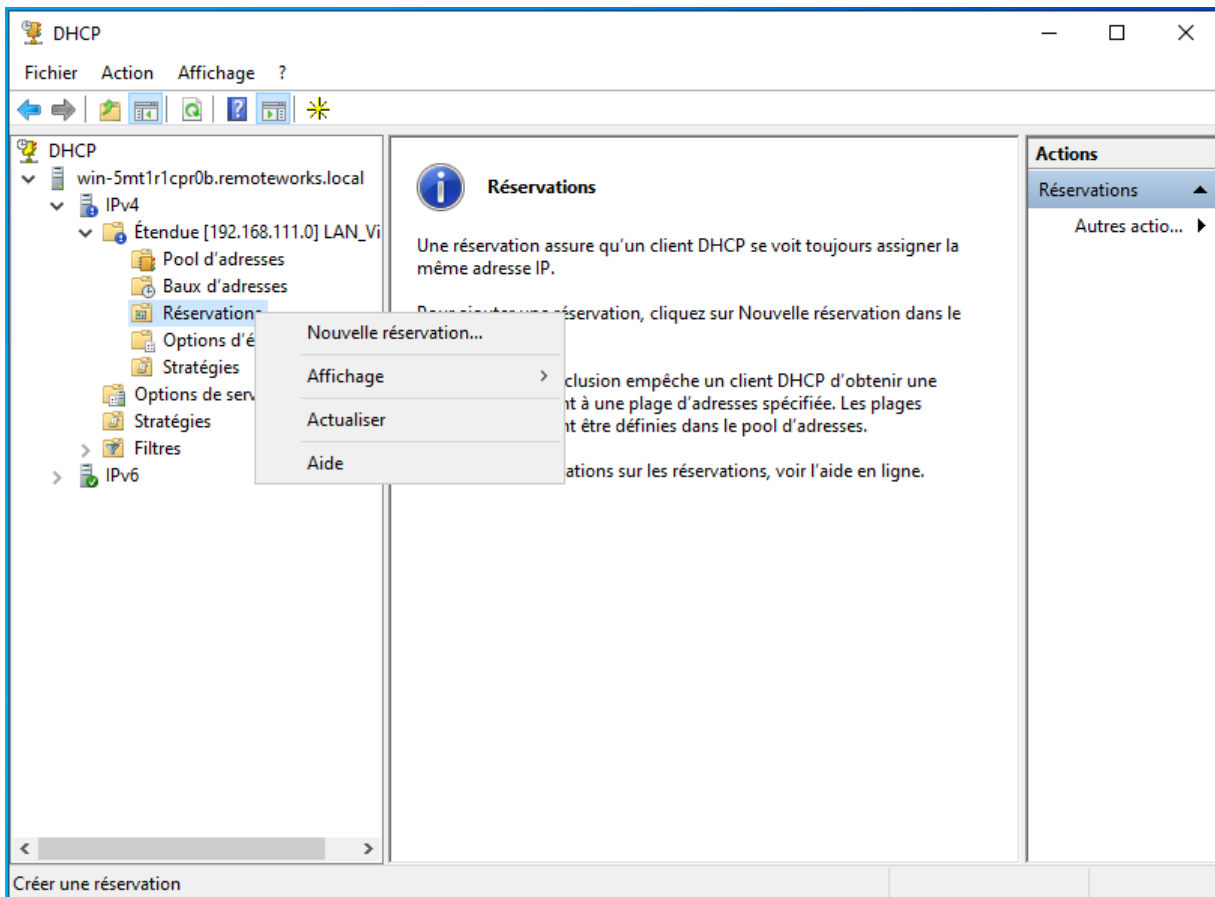 DHCP
Fichier Action Affichage ?
DHCP
win-5mt1r1cpr0b.remoteworks.local
IPv4
Étendue [192.168.111.0] LAN_Vi
Pool d'adresses
Baux d'adresses
Réservations
Options d'é
Stratégies
Options de serv
Stratégies
Filtres
IPv6
Nouvelle réservation...
Affichage
Actualiser
Aide
Réservations
Une réservation assure qu'un client DHCP se voit toujours assigner la
même adresse IP.
Pour ajouter une réservation, cliquez sur Nouvelle réservation dans le
clusion empêche un client DHCP d'obtenir une
nt à une plage d'adresses spécifiée. Les plages
nt être définies dans le pool d'adresses.
ations sur les réservations, voir l'aide en ligne.
Actions
Réservations
Autres actio...
Créer une réservation